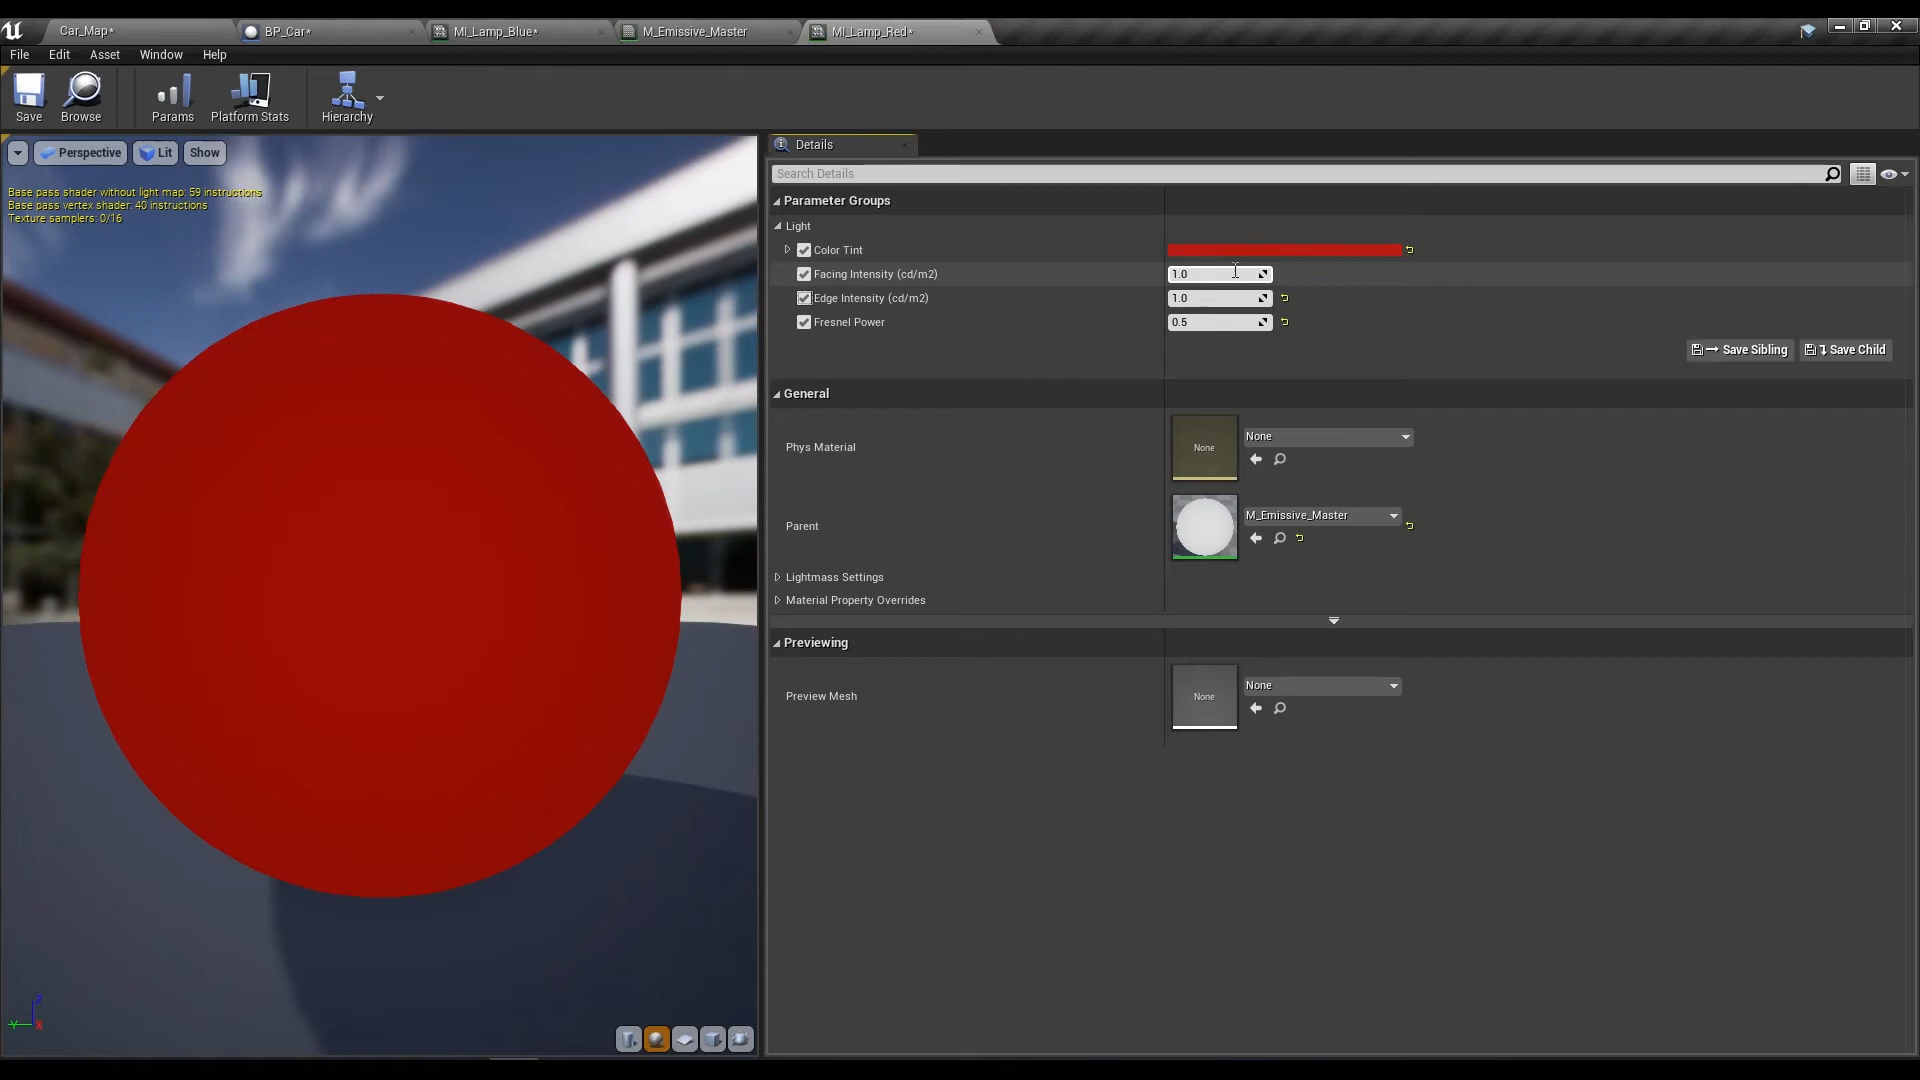 Car_Map*
BP_Car*
MI_Lamp_Blue*
M_Emissive_Master
MI_Lamp_Red*
File Edit Asset Window Help
Save
Browse
Params
Platform Stats
Hierarchy
Perspective
Lit
Show
Base pass shader without light map: 59 instructions
Base pass vertex shader: 40 instructions
Texture samplers: 0/16
Details
Search Details
Parameter Groups
Light
Color Tint
Facing Intensity (cd/m2) 1.0
Edge Intensity (cd/m2) 1.0
Fresnel Power 0.5
Save Sibling
Save Child
General
Phys Material
None
None
Parent
M_Emissive_Master
Lightmass Settings
Material Property Overrides
Previewing
Preview Mesh
None
None
Z
Y
X